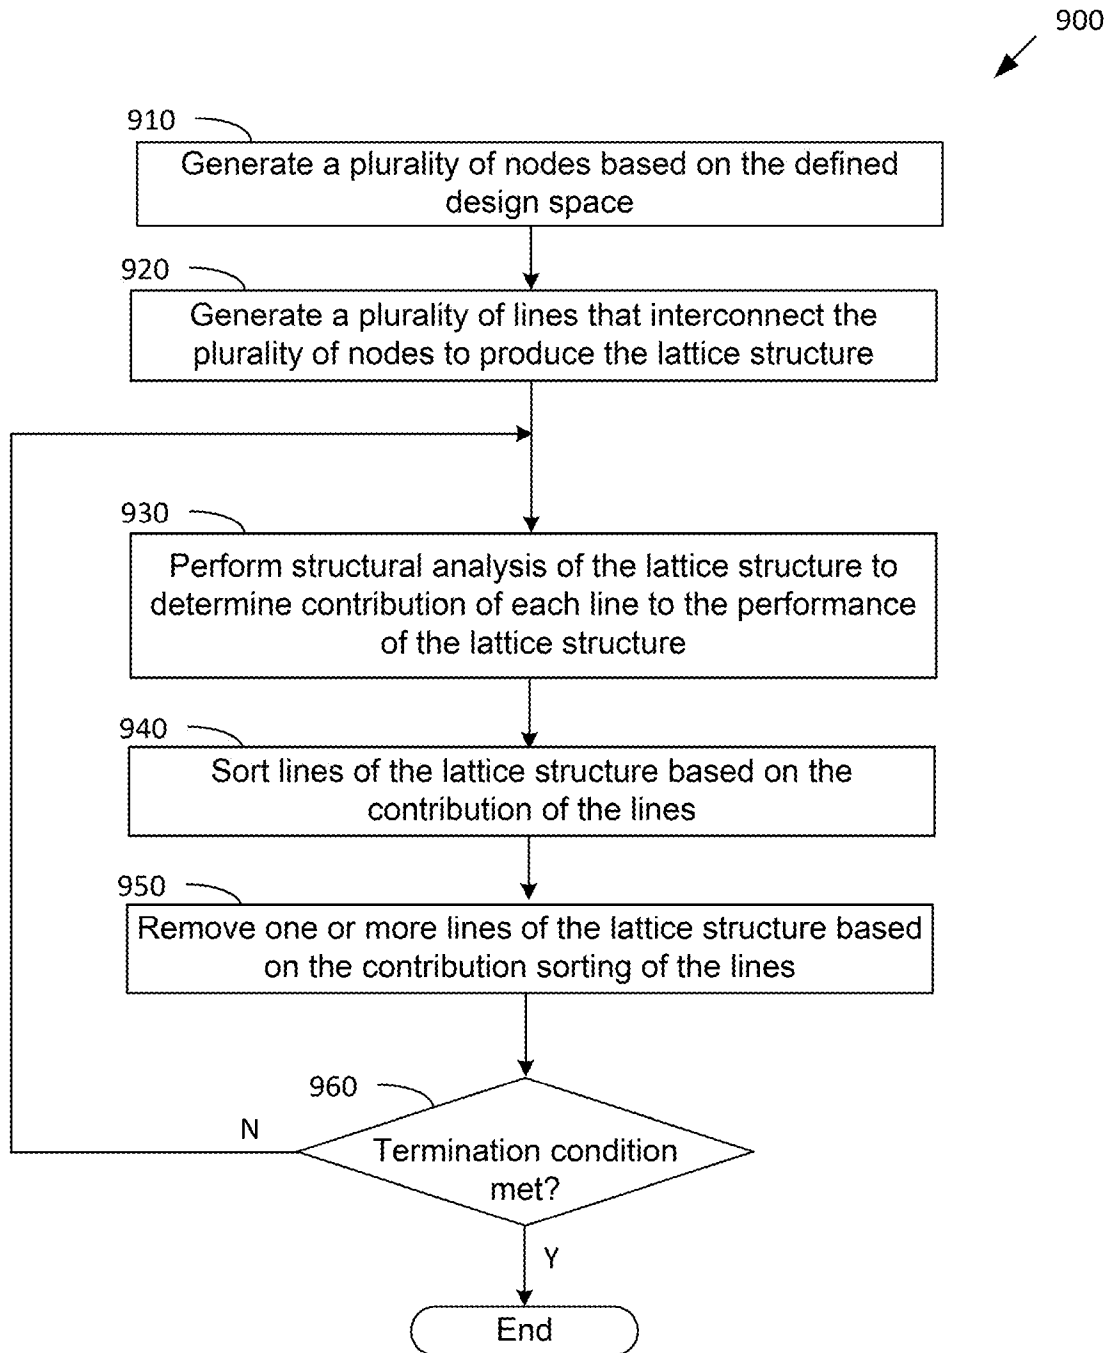 900
910
Generate a plurality of nodes based on the defined
design space
920
Generate a plurality of lines that interconnect the
plurality of nodes to produce the lattice structure
930
Perform structural analysis of the lattice structure to
determine contribution of each line to the performance
of the lattice structure
940
Sort lines of the lattice structure based on the
contribution of the lines
950
Remove one or more lines of the lattice structure based
on the contribution sorting of the lines
960
N
Termination condition
met?
Y
End